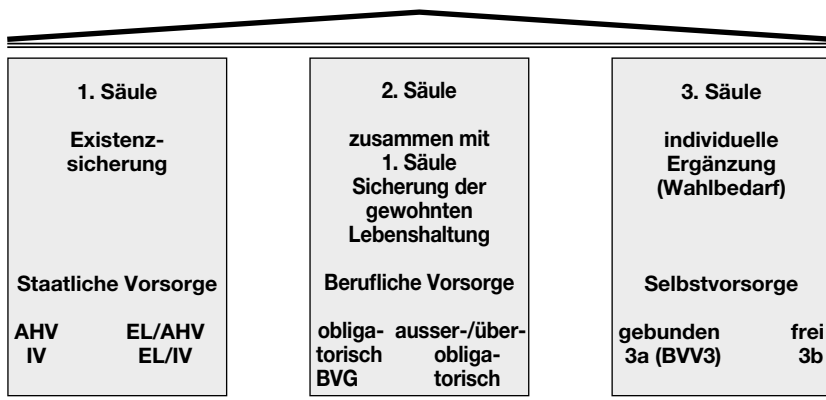 1. Säule
Existenz-
sicherung
Staatliche Vorsorge
AHV EL/AHV
IV EL/IV
2. Säule
zusammen mit
1. Säule
Sicherung der
gewohnten
Lebenshaltung
Berufliche Vorsorge
obliga- ausser-/über-
torisch obliga-
BVG torisch
3. Säule
individuelle
Ergänzung
(Wahlbedarf)
Selbstvorsorge
gebunden frei
3a (BVV3) 3b